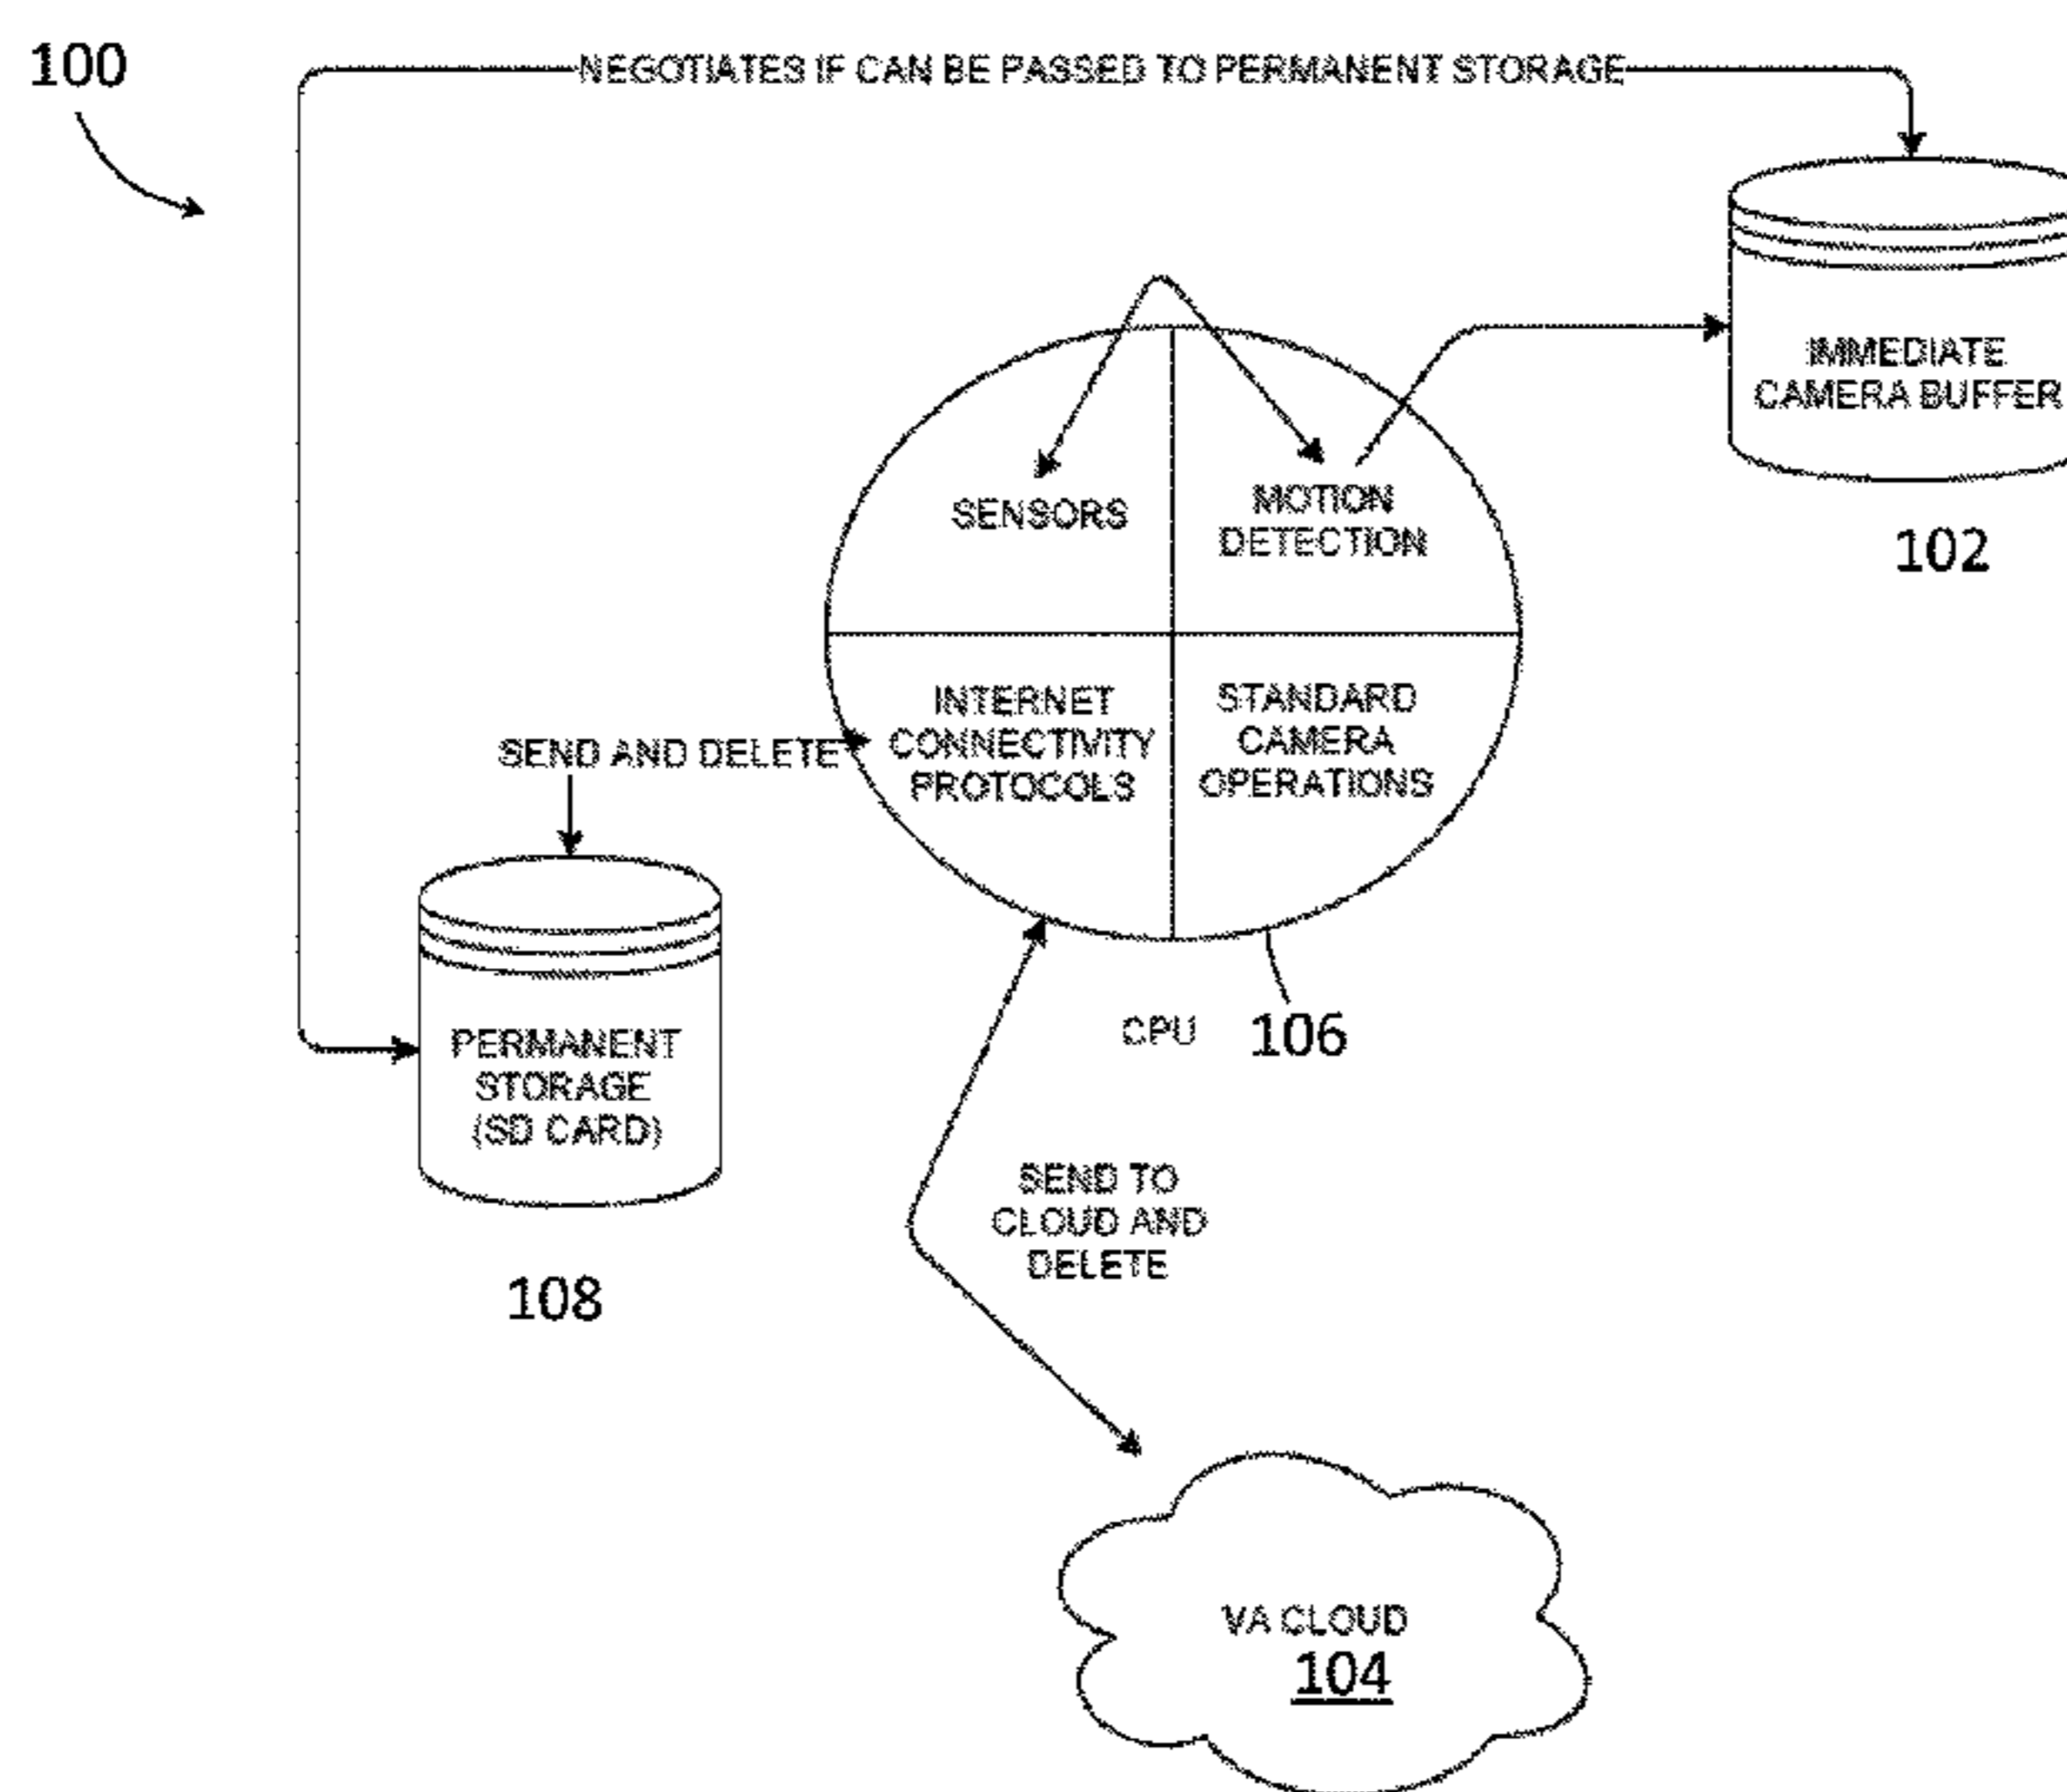 100
NEGOTIATES IF CAN BE PASSED TO PERMANENT STORAGE
IMMEDIATE
CAMERA BUFFER
102
SENSORS
MOTION
DETECTION
INTERNET
CONNECTIVITY
PROTOCOLS
STANDARD
CAMERA
OPERATIONS
SEND AND DELETE
PERMANENT
STORAGE
(SD CARD)
108
CPU
106
SEND TO
CLOUD AND
DELETE
VA CLOUD
104